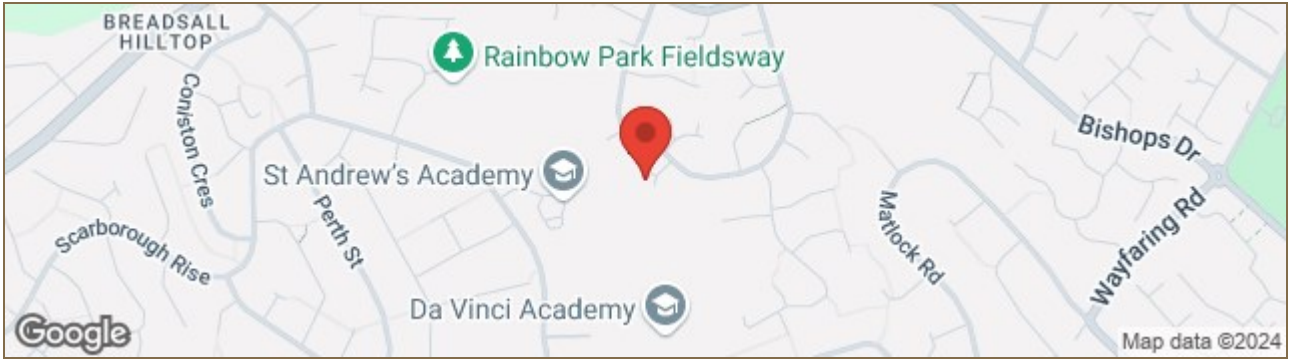 BREADSALL
HILLTOP
Rainbow Park Fieldsway
Coniston Cres
Bishops Dr
St Andrew's Academy
Perth St
Matlock Rd
Wayfaring Rd
Scarborough Rise
Da Vinci Academy
Google
Map data ©2024